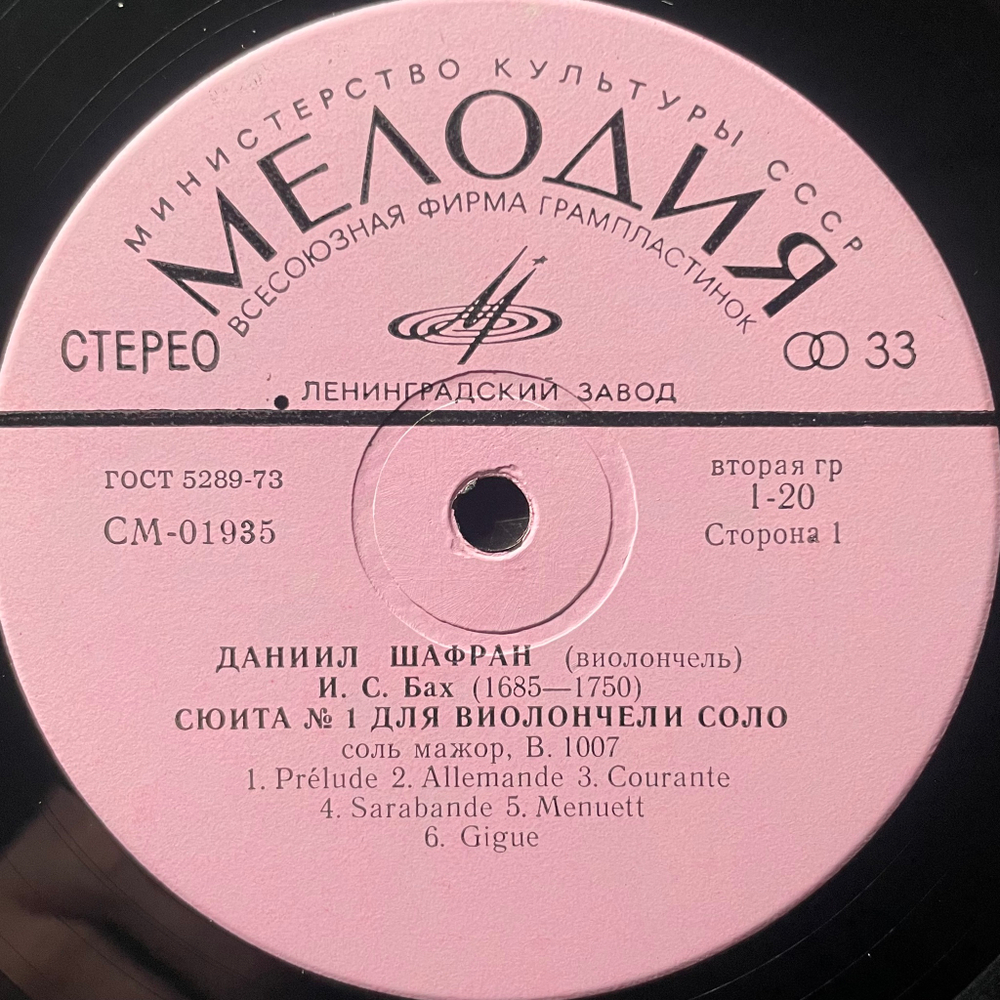 МИНИСТЕРСТВО КУЛЬТУРЫ СССР
МЕЛОДИЯ
ВСЕСОЮЗНАЯ ФИРМА ГРАМПЛАСТИНОК
СТЕРЕО
33
ЛЕНИНГРАДСКИЙ ЗАВОД
ГОСТ 5289-73
СМ-01935
вторая гр
1-20
Сторона 1
ДАНИИЛ ШАФРАН (виолончель)
И. С. Бах (1685—1750)
СЮИТА № 1 ДЛЯ ВИОЛОНЧЕЛИ СОЛО
соль мажор, В. 1007
1. Prélude 2. Allemande 3. Courante
4. Sarabande 5. Menuett
6. Gigue